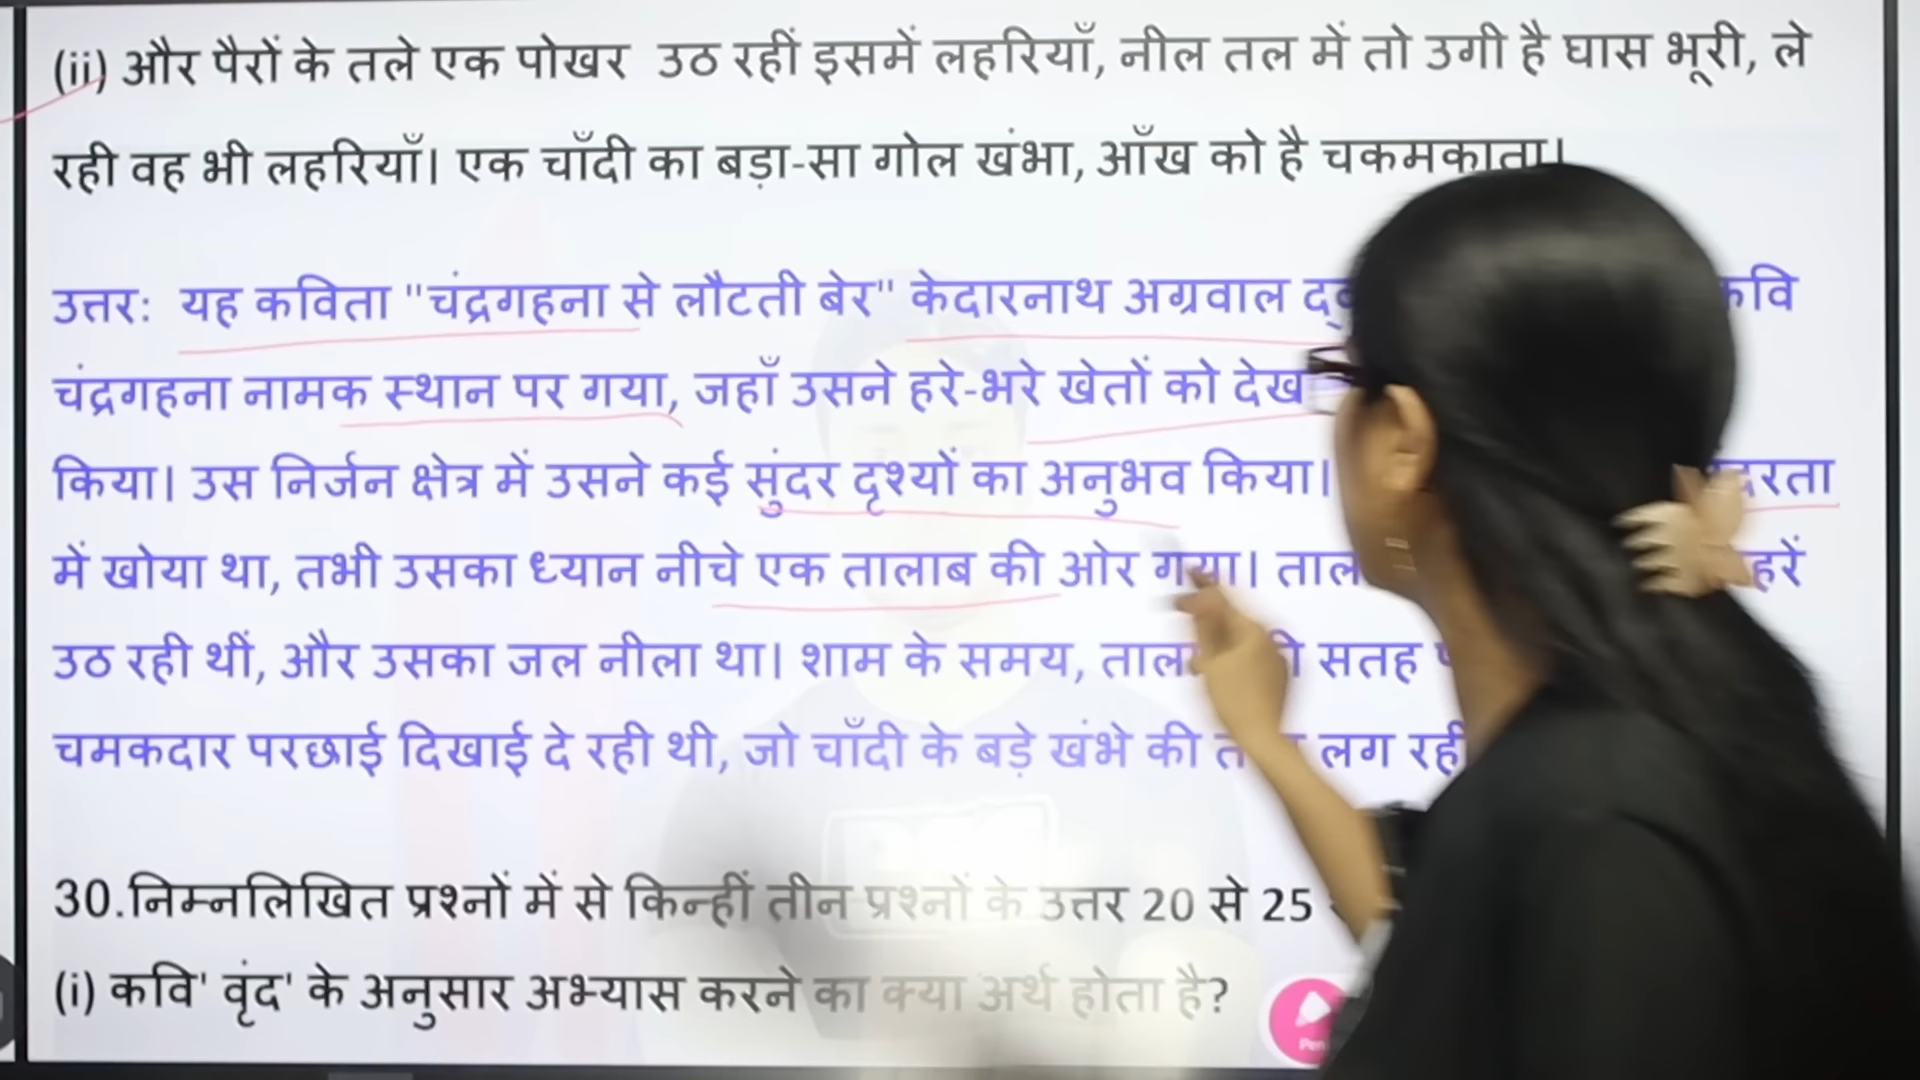 (ii) और पैरों के तले एक पोखर उठ रहीं इसमें लहरियाँ, नील तल में तो उगी है घास भूरी, ले
रही वह भी लहरियाँ। एक चाँदी का बड़ा-सा गोल खंभा, आँख को है चकमकाता।
उत्तर: यह कविता "चंद्रगहना से लौटती बेर" केदारनाथ अग्रवाल कवि
चंद्रगहना नामक स्थान पर गया, जहाँ उसने हरे-भरे खेतों को देख
किया। उस निर्जन क्षेत्र में उसने कई सुंदर दृश्यों का अनुभव किया।
में खोया था, तभी उसका ध्यान नीचे एक तालाब की ओर गया।
उठ रही थीं, और उसका जल नीला था। शाम के समय, सतह
चमकदार परछाई दिखाई दे रही थी, जो चाँदी के बड़े खंभे की लग रही
30.निम्नलिखित प्रश्नों में से किन्हीं तीन प्रश्नों के उत्तर 20 से 25
(i) कवि' वृंद' के अनुसार अभ्यास करने का क्या अर्थ होता है?
Pen